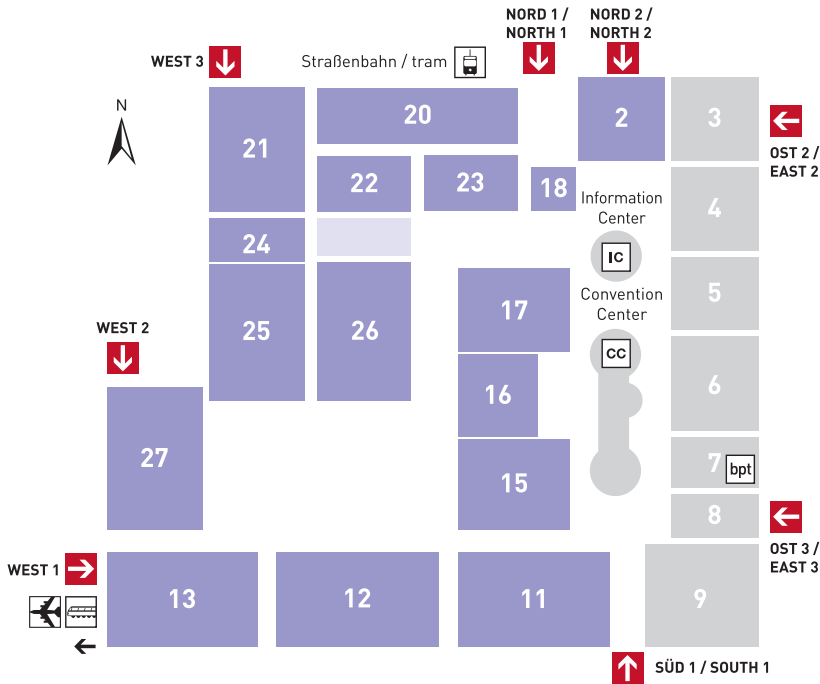 NORD 1 /
NORTH 1
NORD 2 /
NORTH 2
WEST 3
Straßenbahn / tram
N
20
2
3
OST 2 /
EAST 2
21
22
23
18
Information
Center
4
24
IC
17
Convention
Center
5
25
26
WEST 2
CC
6
16
27
15
7
bpt
8
OST 3 /
EAST 3
WEST 1
13
12
11
9
SÜD 1 / SOUTH 1